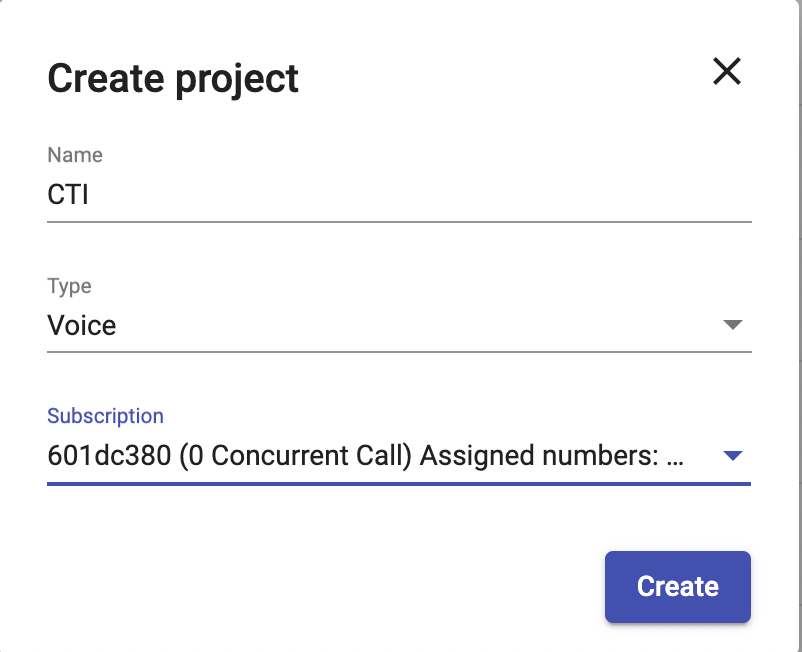 Create project
Name
CTI
Type
Voice
Subscription
601dc380 (0 Concurrent Call) Assigned numbers: ...
Create